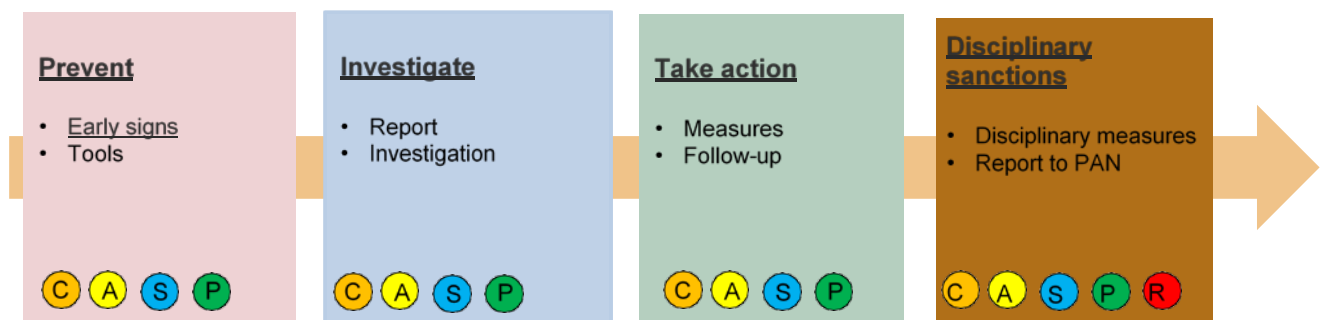 Prevent
• Early signs
• Tools
C A S P
Investigate
• Report
• Investigation
C A S P
Take action
• Measures
• Follow-up
C A S P
Disciplinary
sanctions
• Disciplinary measures
• Report to PAN
C A S P R